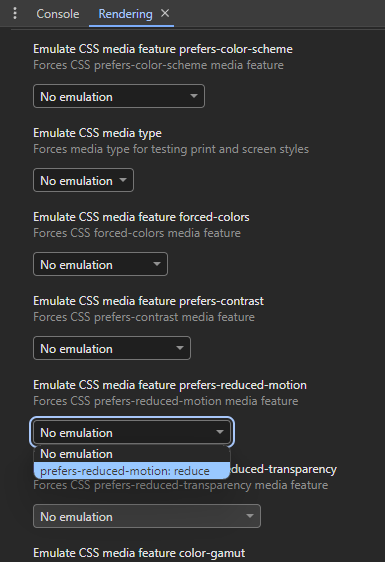 Console Rendering
Emulate CSS media feature prefers-color-scheme
Forces CSS prefers-color-scheme media feature
No emulation
Emulate CSS media type
Forces media type for testing print and screen styles
No emulation
Emulate CSS media feature forced-colors
Forces CSS forced-colors media feature
No emulation
Emulate CSS media feature prefers-contrast
Forces CSS prefers-contrast media feature
No emulation
Emulate CSS media feature prefers-reduced-motion
Forces CSS prefers-reduced-motion media feature
No emulation
No emulation
prefers-reduced-motion: reduce duced-transparency
Forces CSS prefers-reduced-transparency media feature
No emulation
Emulate CSS media feature color-gamut